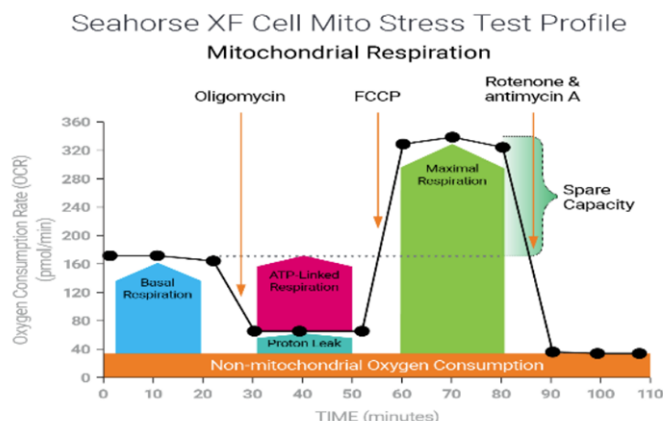 Seahorse XF Cell Mito Stress Test Profile
Mitochondrial Respiration
Oligomycin
FCCP
Rotenone &
antimycin A
Oxygen Consumption Rate (OCR)
(pmol/min)
360
320
280
240
200
160
120
80
40
0
Maximal
Respiration
Spare
Capacity
Basal
Respiration
ATP-Linked
Respiration
Proton Leak
Non-mitochondrial Oxygen Consumption
0 10 20 30 40 50 60 70 80 90 100 110
TIME (minutes)